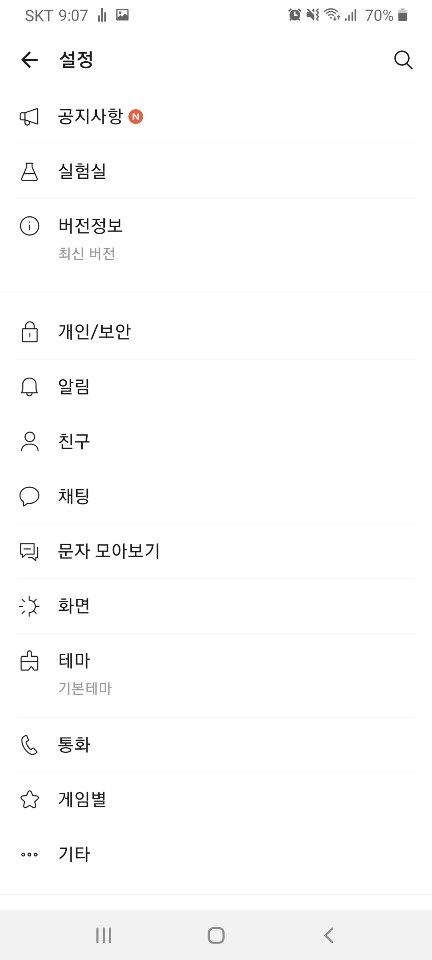 SKT 9:07 70%
설정
공지사항 N
실험실
버전정보
최신 버전
개인/보안
알림
친구
채팅
문자 모아보기
화면
테마
기본테마
통화
게임별
기타